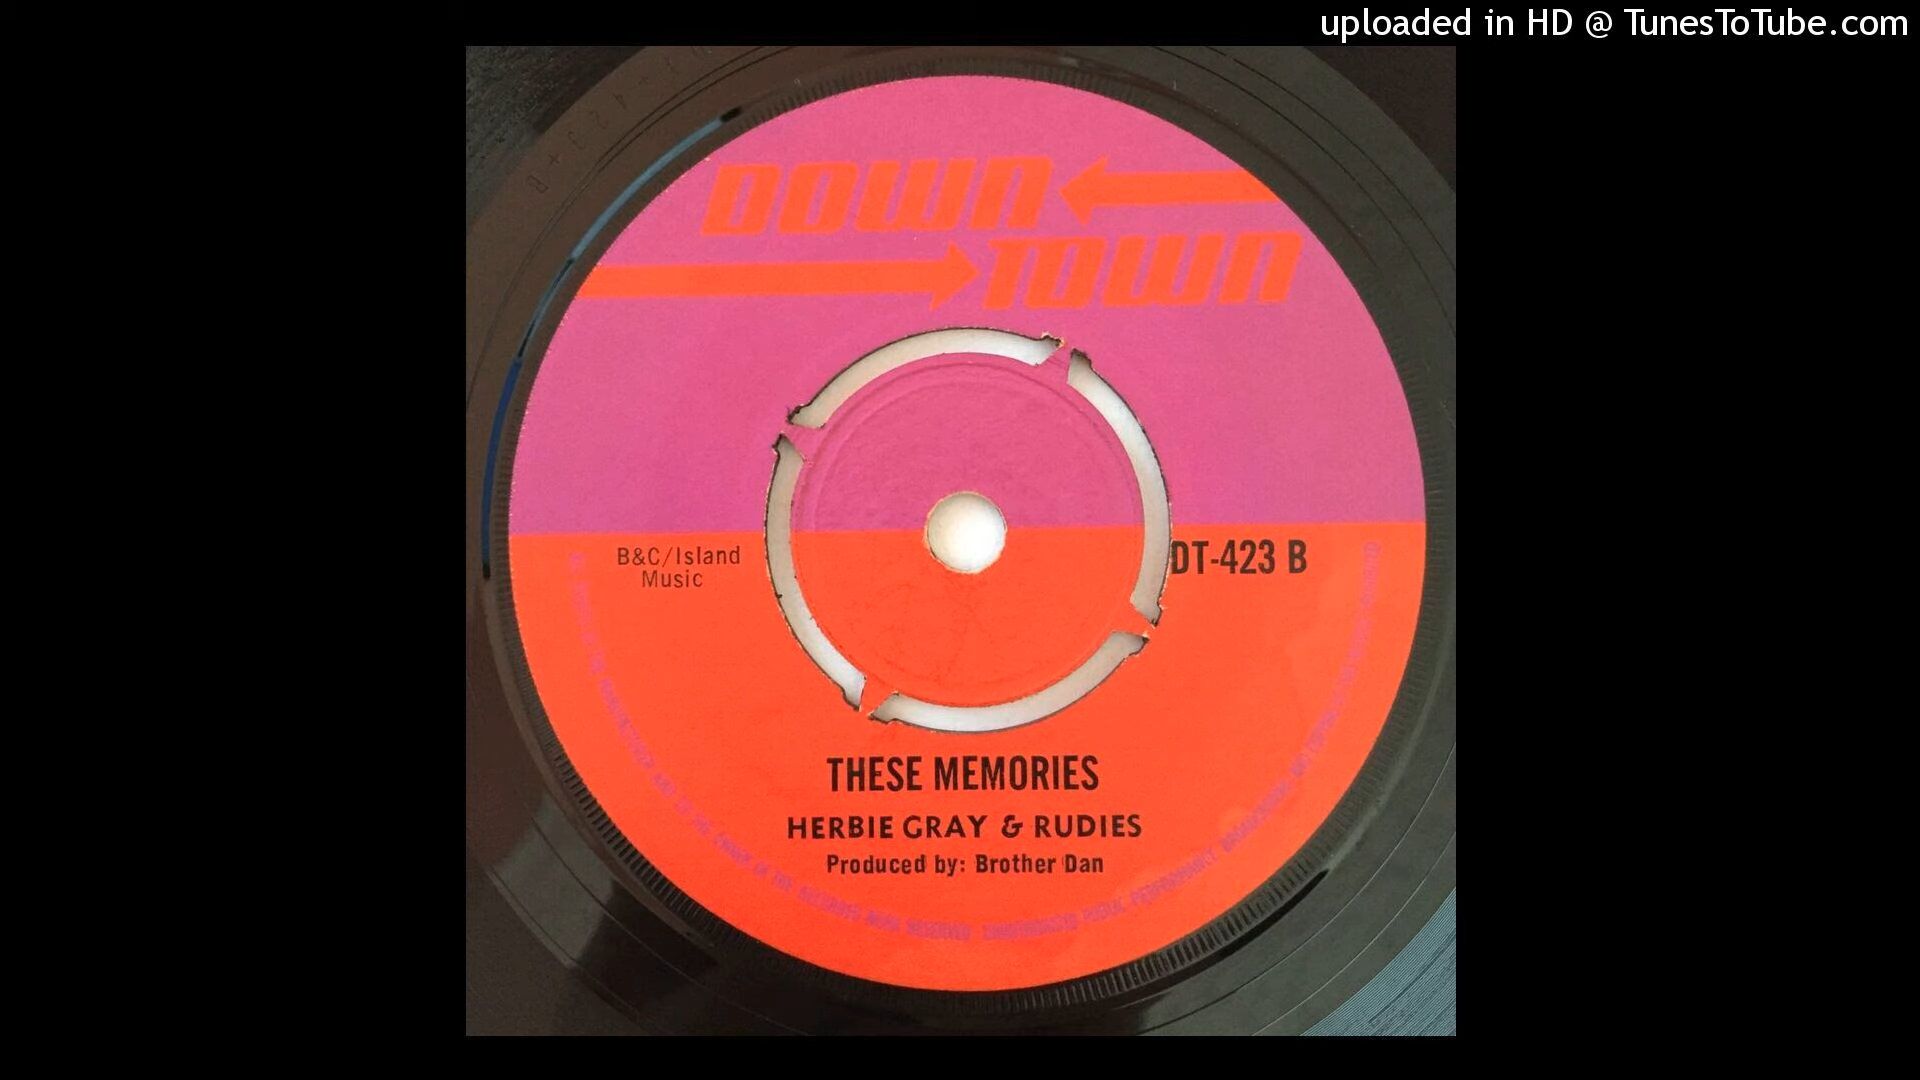 uploaded in HD @ TunesToTube.com
DOWN
TOWN
B&C/Island
Music
DT-423 B
THESE MEMORIES
HERBIE GRAY & RUDIES
Produced by: Brother Dan